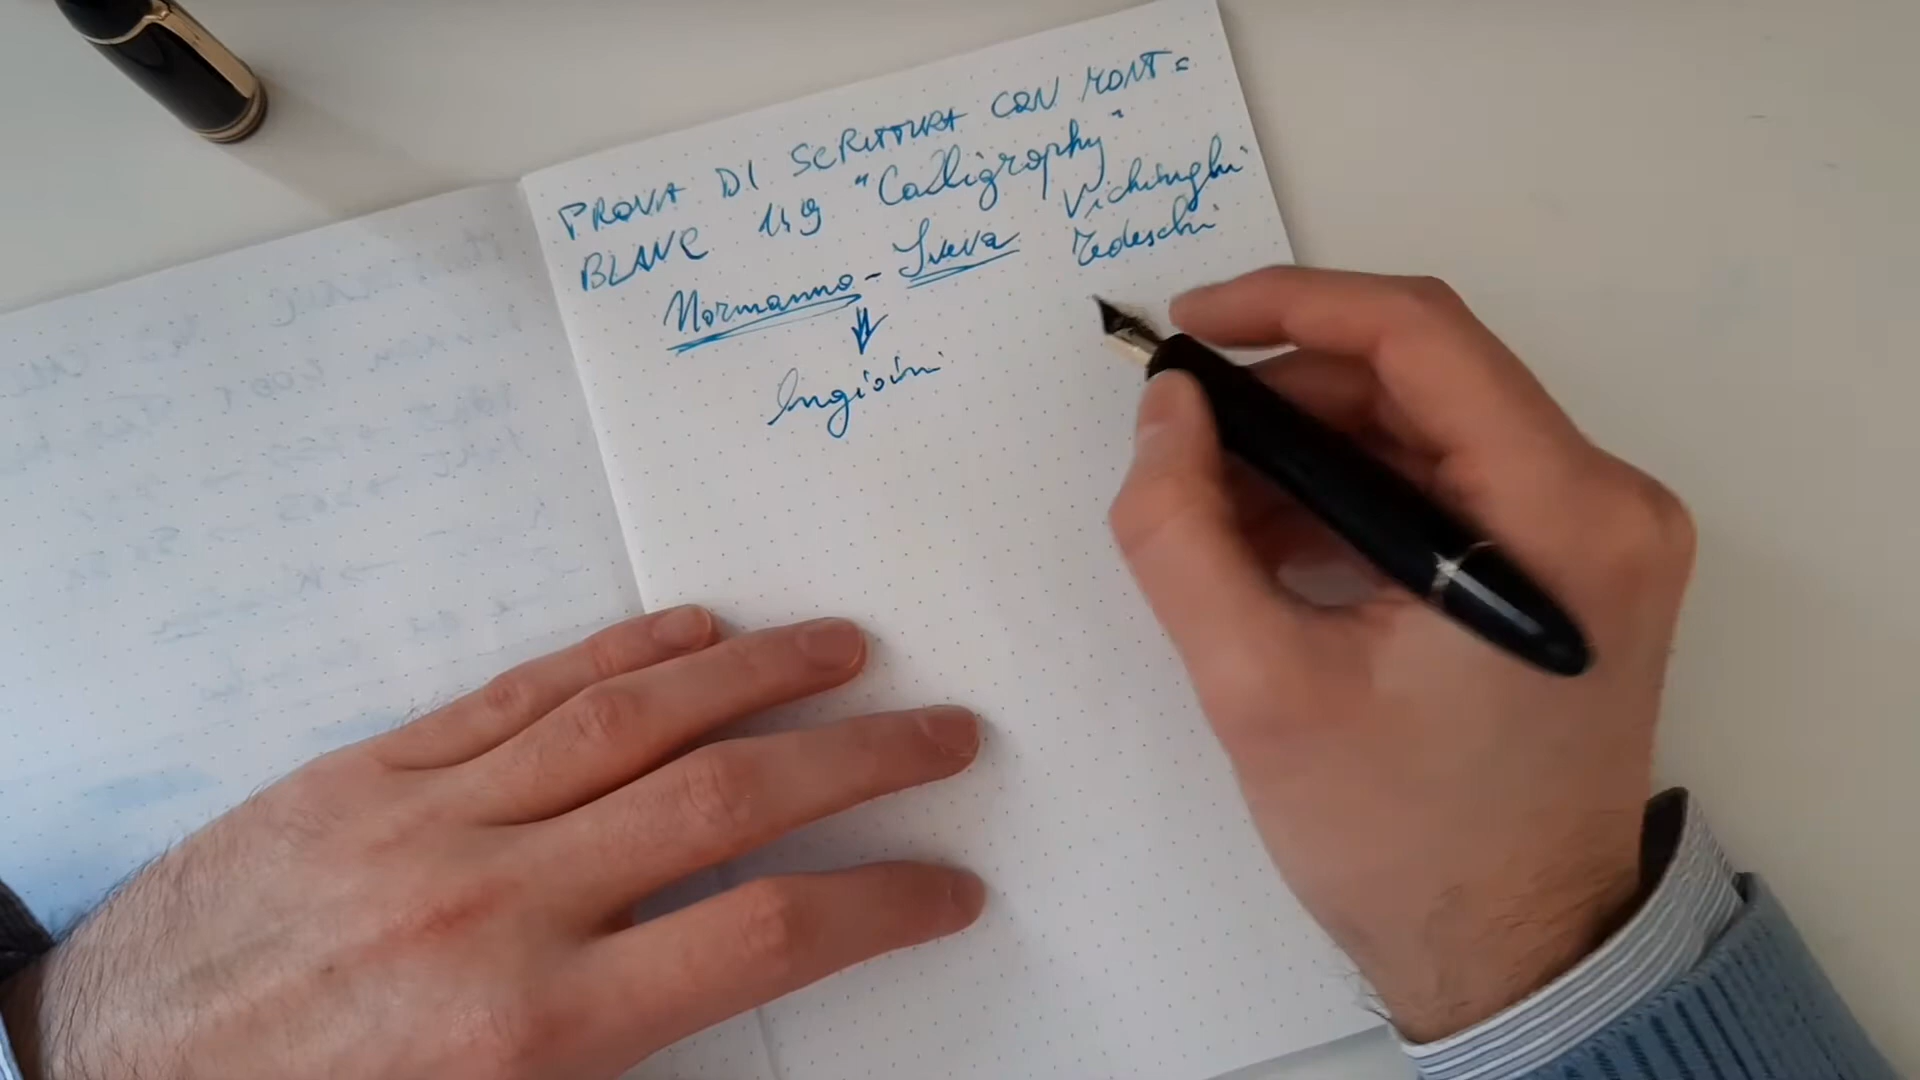 PROVA DI SCRITTURA CON MONT=
BLANC 149 "Calligraphy"
Normanno - Sveva Vichinghi
Tedeschi
Angioini